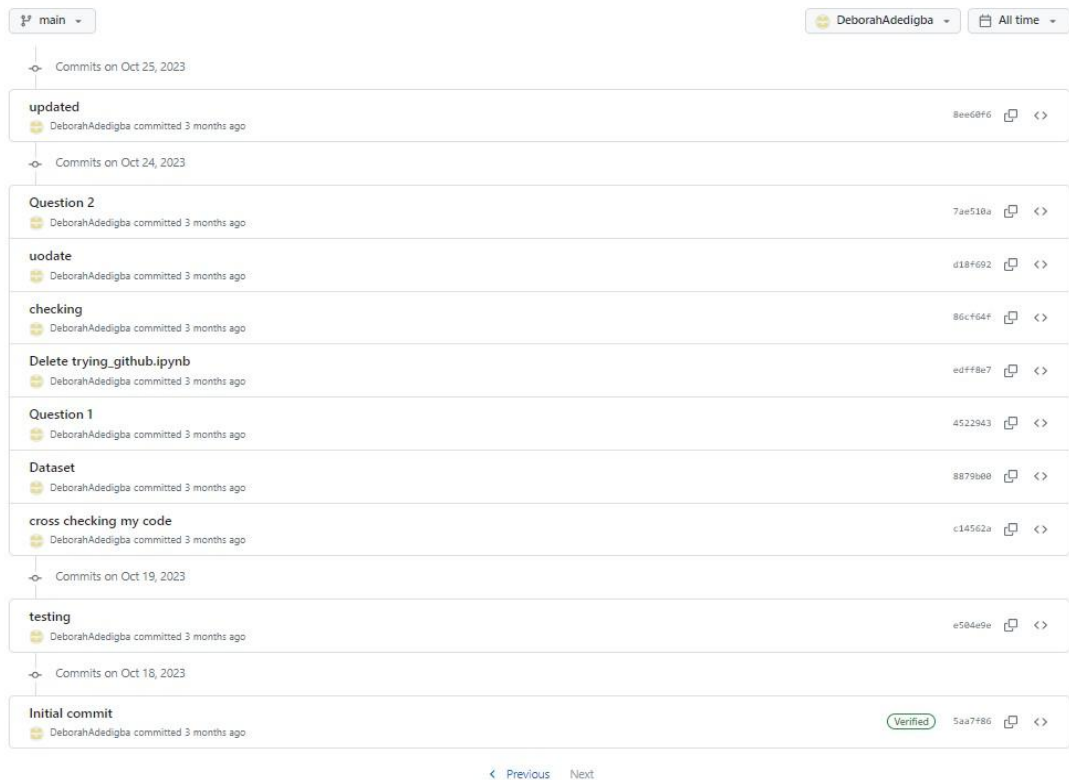 main
DeborahAdedigba
All time
Commits on Oct 25, 2023
updated
8ee60f6
DeborahAdedigba committed 3 months ago
Commits on Oct 24, 2023
Question 2
7ae510a
DeborahAdedigba committed 3 months ago
uodate
d18f692
DeborahAdedigba committed 3 months ago
checking
86cf64f
DeborahAdedigba committed 3 months ago
Delete trying_github.ipynb
edff8e7
DeborahAdedigba committed 3 months ago
Question 1
4522943
DeborahAdedigba committed 3 months ago
Dataset
8879b00
DeborahAdedigba committed 3 months ago
cross checking my code
c14562a
DeborahAdedigba committed 3 months ago
Commits on Oct 19, 2023
testing
e504e9e
DeborahAdedigba committed 3 months ago
Commits on Oct 18, 2023
Initial commit
Verified 5aa7f86
DeborahAdedigba committed 3 months ago
Previous Next